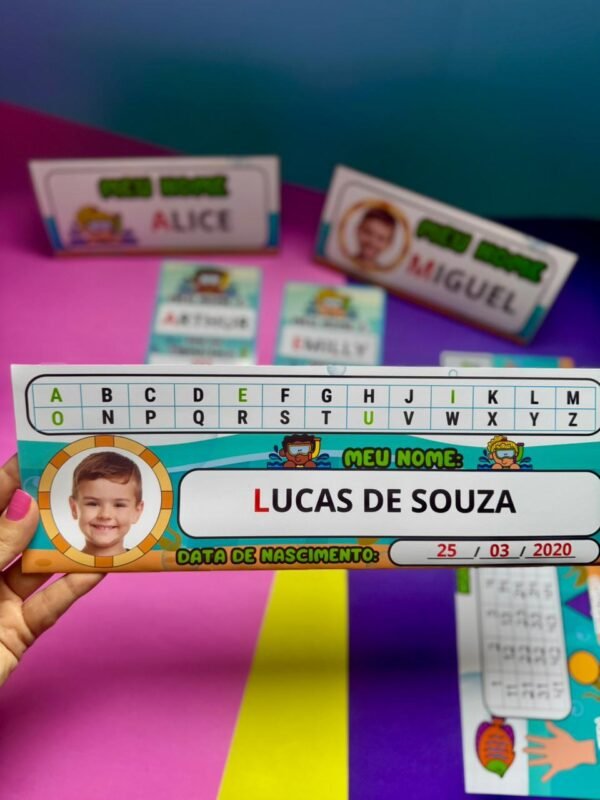 MEU NOME
ALICE
MEU NOME
MIGUEL
ARTHUR
EMILLY
A B C D E F G H J I K L M
O N P Q R S T U V W X Y Z
MEU NOME:
LUCAS DE SOUZA
DATA DE NASCIMENTO: 25 / 03 / 2020